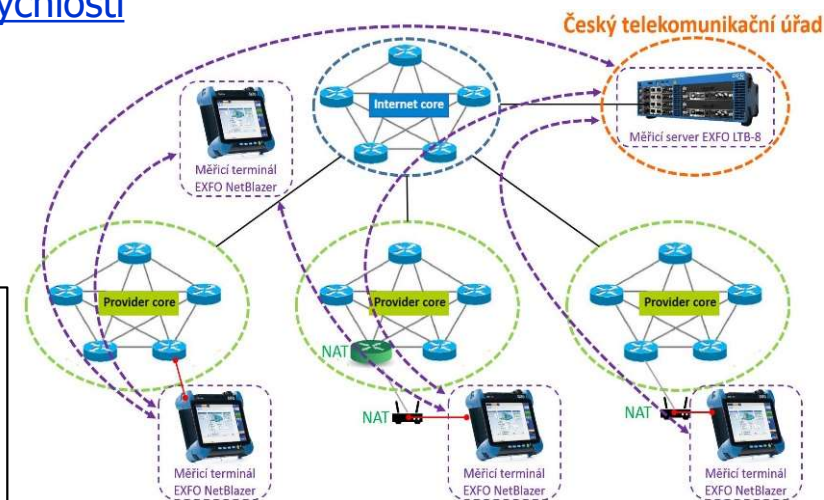 rychlosti
Český telekomunikační úřad
Internet core
Měřicí server EXFO LTB-8
Měřicí terminál
EXFO NetBlazer
Provider core
Provider core
Provider core
NAT
NAT
NAT
Měřicí terminál
EXFO NetBlazer
Měřicí terminál
EXFO NetBlazer
Měřicí terminál
EXFO NetBlazer